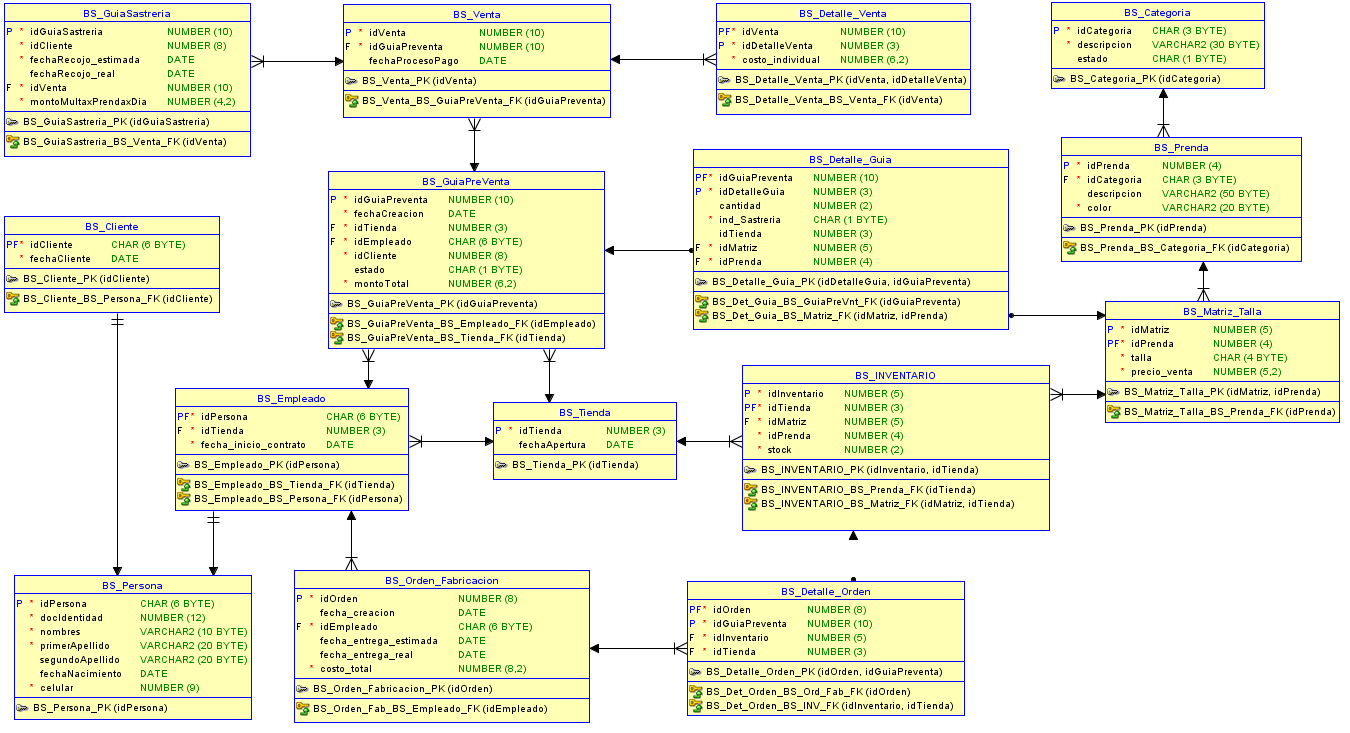 BS_GuiaSastreria
P * idGuiaSastreria NUMBER (10)
* idCliente NUMBER (8)
* fechaRecojo_estimada DATE
fechaRecojo_real DATE
F * idVenta NUMBER (10)
* montoMultaxPrendaxDia NUMBER (4,2)
BS_GuiaSastreria_PK (idGuiaSastreria)
BS_GuiaSastreria_BS_Venta_FK (idVenta)
BS_Venta
P * idVenta NUMBER (10)
F * idGuiaPreventa NUMBER (10)
fechaProcesoPago DATE
BS_Venta_PK (idVenta)
BS_Venta_BS_GuiaPreVenta_FK (idGuiaPreventa)
BS_Detalle_Venta
PF* idVenta NUMBER (10)
P * idDetalleVenta NUMBER (3)
* costo_individual NUMBER (6,2)
BS_Detalle_Venta_PK (idVenta, idDetalleVenta)
BS_Detalle_Venta_BS_Venta_FK (idVenta)
BS_Categoria
P * idCategoria CHAR (3 BYTE)
* descripcion VARCHAR2 (30 BYTE)
estado CHAR (1 BYTE)
BS_Categoria_PK (idCategoria)
BS_Prenda
P * idPrenda NUMBER (4)
F * idCategoria CHAR (3 BYTE)
descripcion VARCHAR2 (50 BYTE)
* color VARCHAR2 (20 BYTE)
BS_Prenda_PK (idPrenda)
BS_Prenda_BS_Categoria_FK (idCategoria)
BS_GuiaPreVenta
P * idGuiaPreventa NUMBER (10)
* fechaCreacion DATE
F * idTienda NUMBER (3)
F * idEmpleado CHAR (6 BYTE)
* idCliente NUMBER (8)
estado CHAR (1 BYTE)
* montoTotal NUMBER (6,2)
BS_GuiaPreVenta_PK (idGuiaPreventa)
BS_GuiaPreVenta_BS_Empleado_FK (idEmpleado)
BS_GuiaPreVenta_BS_Tienda_FK (idTienda)
BS_Detalle_Guia
PF* idGuiaPreventa NUMBER (10)
P * idDetalleGuia NUMBER (3)
cantidad NUMBER (2)
* ind_Sastreria CHAR (1 BYTE)
idTienda NUMBER (3)
F * idMatriz NUMBER (5)
F * idPrenda NUMBER (4)
BS_Detalle_Guia_PK (idDetalleGuia, idGuiaPreventa)
BS_Det_Guia_BS_GuiaPreVnt_FK (idGuiaPreventa)
BS_Det_Guia_BS_Matriz_FK (idMatriz, idPrenda)
BS_Cliente
PF* idCliente CHAR (6 BYTE)
* fechaCliente DATE
BS_Cliente_PK (idCliente)
BS_Cliente_BS_Persona_FK (idCliente)
BS_Matriz_Talla
P * idMatriz NUMBER (5)
PF* idPrenda NUMBER (4)
* talla CHAR (4 BYTE)
* precio_venta NUMBER (5,2)
BS_Matriz_Talla_PK (idMatriz, idPrenda)
BS_Matriz_Talla_BS_Prenda_FK (idPrenda)
BS_Empleado
PF* idPersona CHAR (6 BYTE)
F * idTienda NUMBER (3)
* fecha_inicio_contrato DATE
BS_Empleado_PK (idPersona)
BS_Empleado_BS_Tienda_FK (idTienda)
BS_Empleado_BS_Persona_FK (idPersona)
BS_Tienda
P * idTienda NUMBER (3)
fechaApertura DATE
BS_Tienda_PK (idTienda)
BS_INVENTARIO
P * idInventario NUMBER (5)
PF* idTienda NUMBER (3)
F * idMatriz NUMBER (5)
* idPrenda NUMBER (4)
* stock NUMBER (2)
BS_INVENTARIO_PK (idInventario, idTienda)
BS_INVENTARIO_BS_Prenda_FK (idTienda)
BS_INVENTARIO_BS_Matriz_FK (idMatriz, idTienda)
BS_Persona
P * idPersona CHAR (6 BYTE)
* docIdentidad NUMBER (12)
* nombres VARCHAR2 (10 BYTE)
* primerApellido VARCHAR2 (20 BYTE)
segundoApellido VARCHAR2 (20 BYTE)
fechaNacimiento DATE
* celular NUMBER (9)
BS_Persona_PK (idPersona)
BS_Orden_Fabricacion
P * idOrden NUMBER (8)
fecha_creacion DATE
F * idEmpleado CHAR (6 BYTE)
fecha_entrega_estimada DATE
fecha_entrega_real DATE
* costo_total NUMBER (8,2)
BS_Orden_Fabricacion_PK (idOrden)
BS_Orden_Fab_BS_Empleado_FK (idEmpleado)
BS_Detalle_Orden
PF* idOrden NUMBER (8)
P * idGuiaPreventa NUMBER (10)
F * idInventario NUMBER (5)
F * idTienda NUMBER (3)
BS_Detalle_Orden_PK (idOrden, idGuiaPreventa)
BS_Det_Orden_BS_Ord_Fab_FK (idOrden)
BS_Det_Orden_BS_INV_FK (idInventario, idTienda)